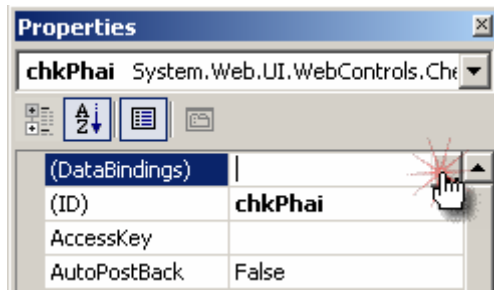 Properties
chkPhai System.Web.UI.WebControls.Che
(DataBindings)
(ID) chkPhai
AccessKey
AutoPostBack False